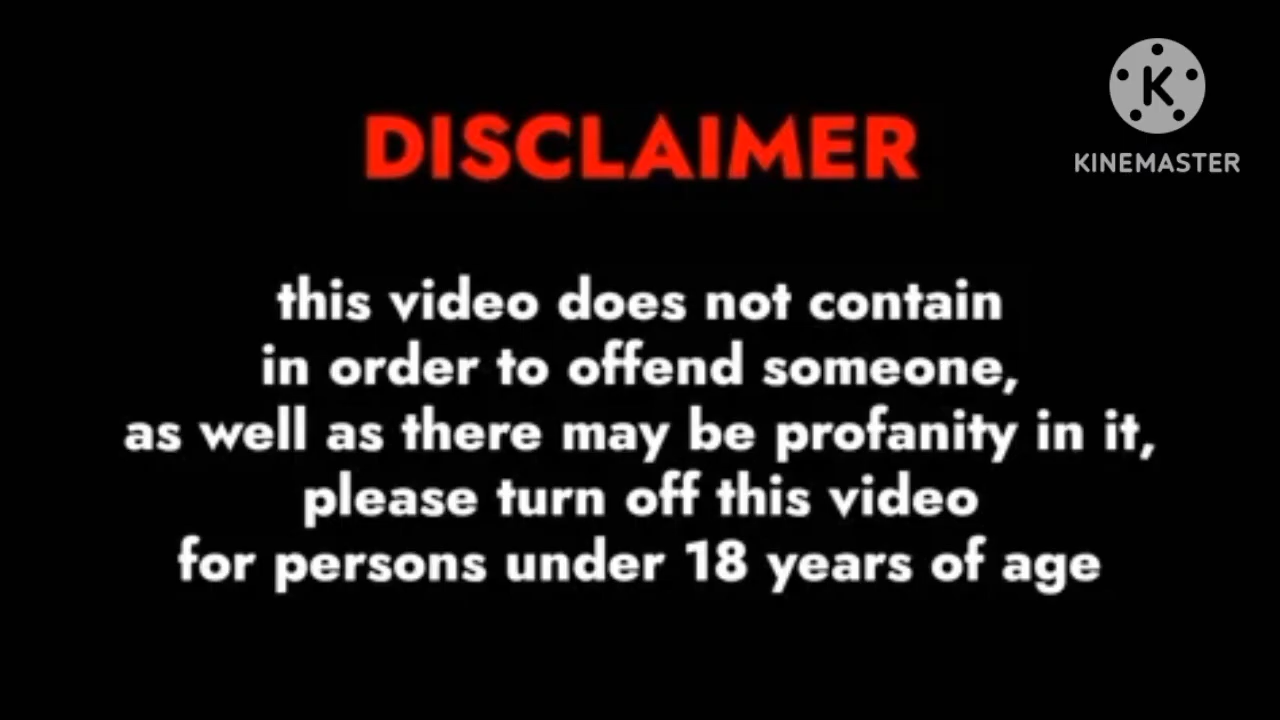 K
KINEMASTER
DISCLAIMER
this video does not contain
in order to offend someone,
as well as there may be profanity in it,
please turn off this video
for persons under 18 years of age